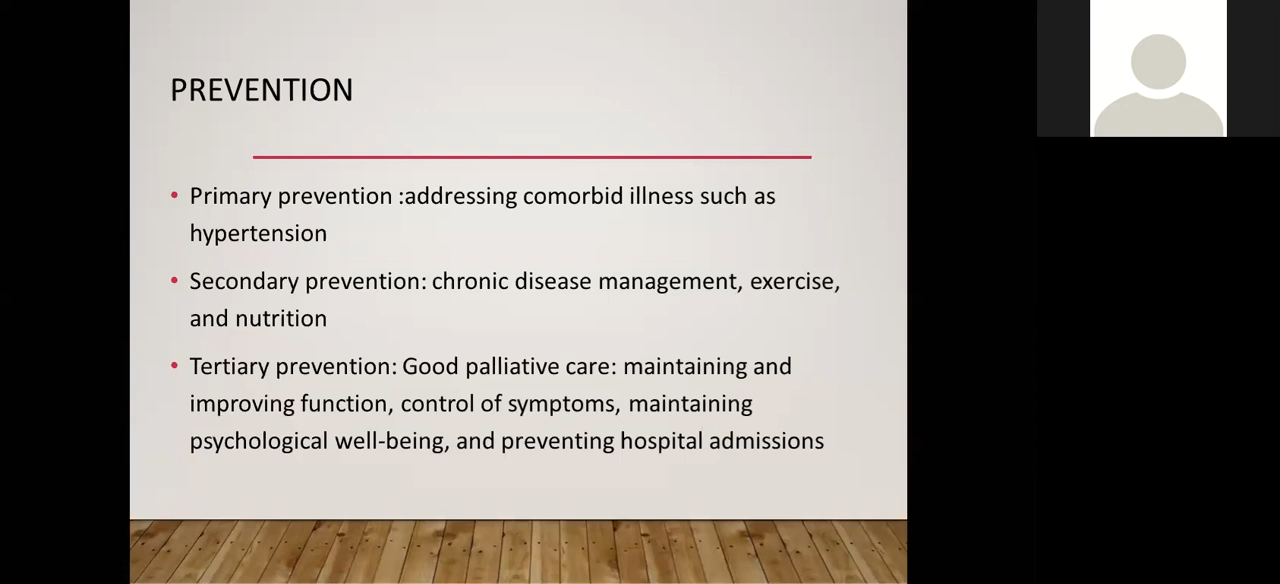 PREVENTION
• Primary prevention :addressing comorbid illness such as
hypertension
• Secondary prevention: chronic disease management, exercise,
and nutrition
• Tertiary prevention: Good palliative care: maintaining and
improving function, control of symptoms, maintaining
psychological well-being, and preventing hospital admissions